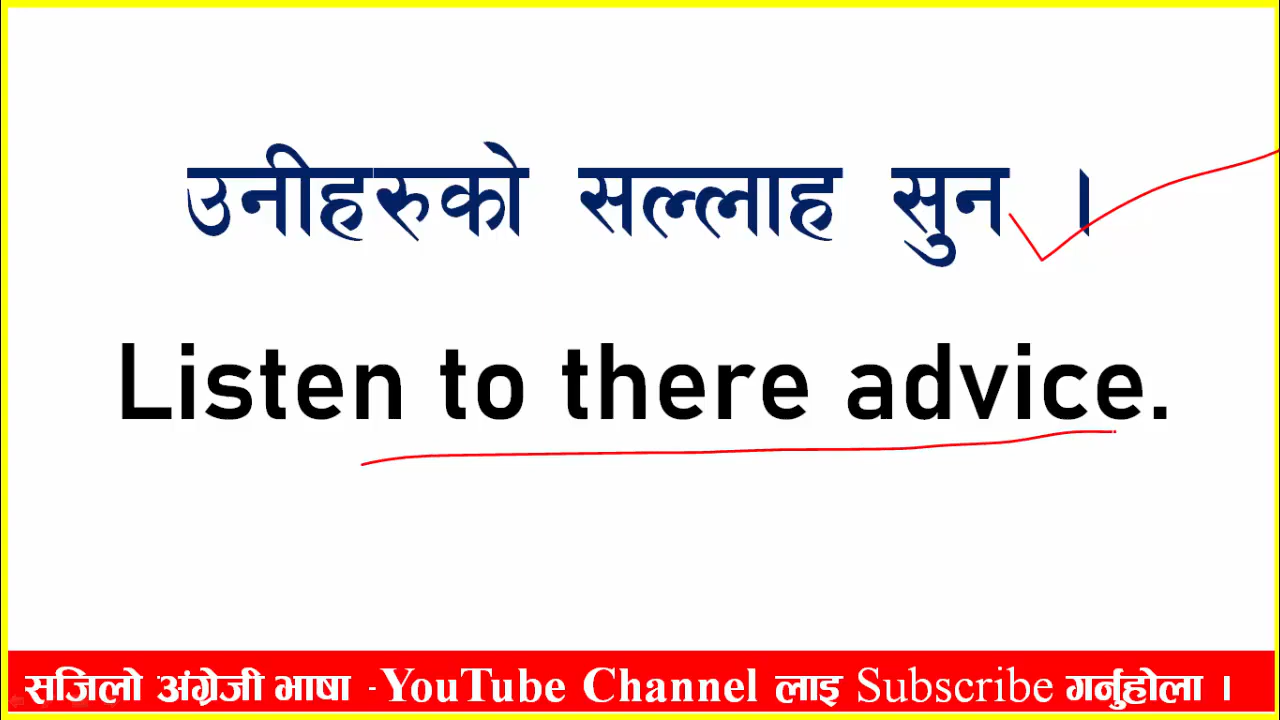 उनीहरुको सल्लाह सुन ।
Listen to there advice.
सजिलो अंग्रेजी भाषा -YouTube Channel लाइ Subscribe गर्नुहोला ।